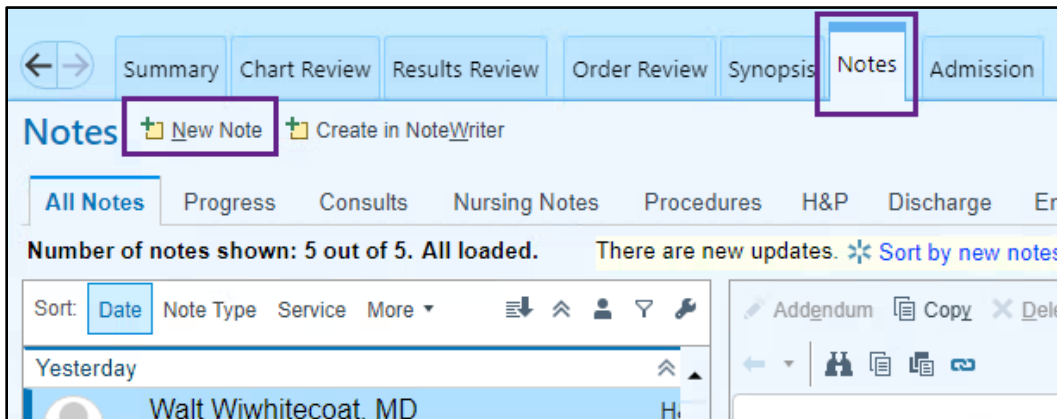 Summary Chart Review Results Review Order Review Synopsis Notes Admission
Notes New Note Create in NoteWriter
All Notes Progress Consults Nursing Notes Procedures H&P Discharge
Number of notes shown: 5 out of 5. All loaded. There are new updates. Sort by new notes
Sort: Date Note Type Service More Addendum Copy
Yesterday
Walt Wiwhitecoat, MD